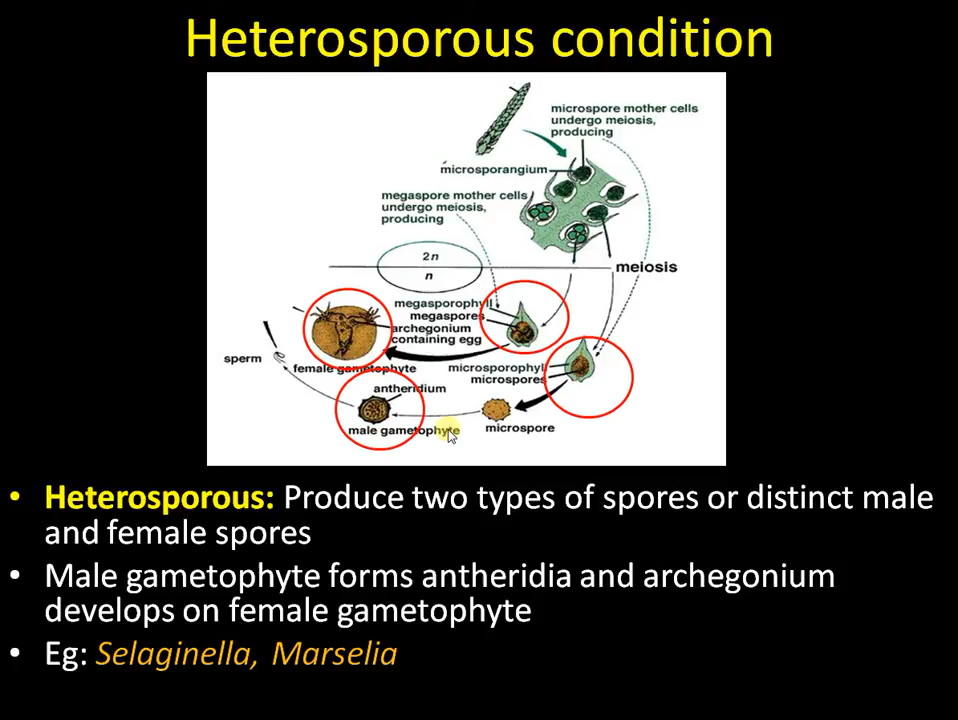 Heterosporous condition
microspore mother cells
undergo meiosis,
producing
microsporangium
megaspore mother cells
undergo meiosis,
producing
2n
n
meiosis
megasporophyll
megaspores
archegonium
containing egg
sperm
female gametophyte
microsporophyll
microspores
antheridium
male gametophyte
microspore
• Heterosporous: Produce two types of spores or distinct male
and female spores
• Male gametophyte forms antheridia and archegonium
develops on female gametophyte
• Eg: Selaginella, Marselia